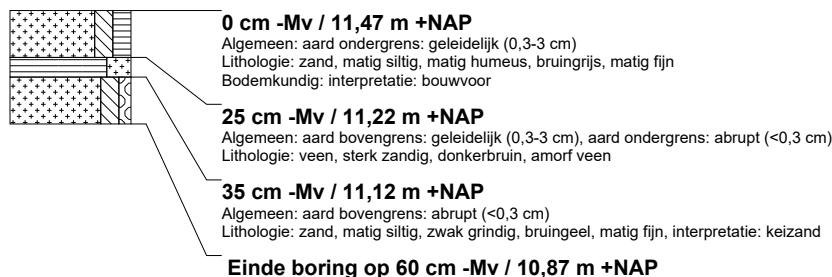 0 cm -Mv / 11,47 m +NAP
Algemeen: aard ondergrens: geleidelijk (0,3-3 cm)
Lithologie: zand, matig siltig, matig humeus, bruingrijs, matig fijn
Bodemkundig: interpretatie: bouwvoor
25 cm -Mv / 11,22 m +NAP
Algemeen: aard bovengrens: geleidelijk (0,3-3 cm), aard ondergrens: abrupt (<0,3 cm)
Lithologie: veen, sterk zandig, donkerbruin, amorf veen
35 cm -Mv / 11,12 m +NAP
Algemeen: aard bovengrens: abrupt (<0,3 cm)
Lithologie: zand, matig siltig, zwak grindig, bruingeel, matig fijn, interpretatie: keizand
Einde boring op 60 cm -Mv / 10,87 m +NAP